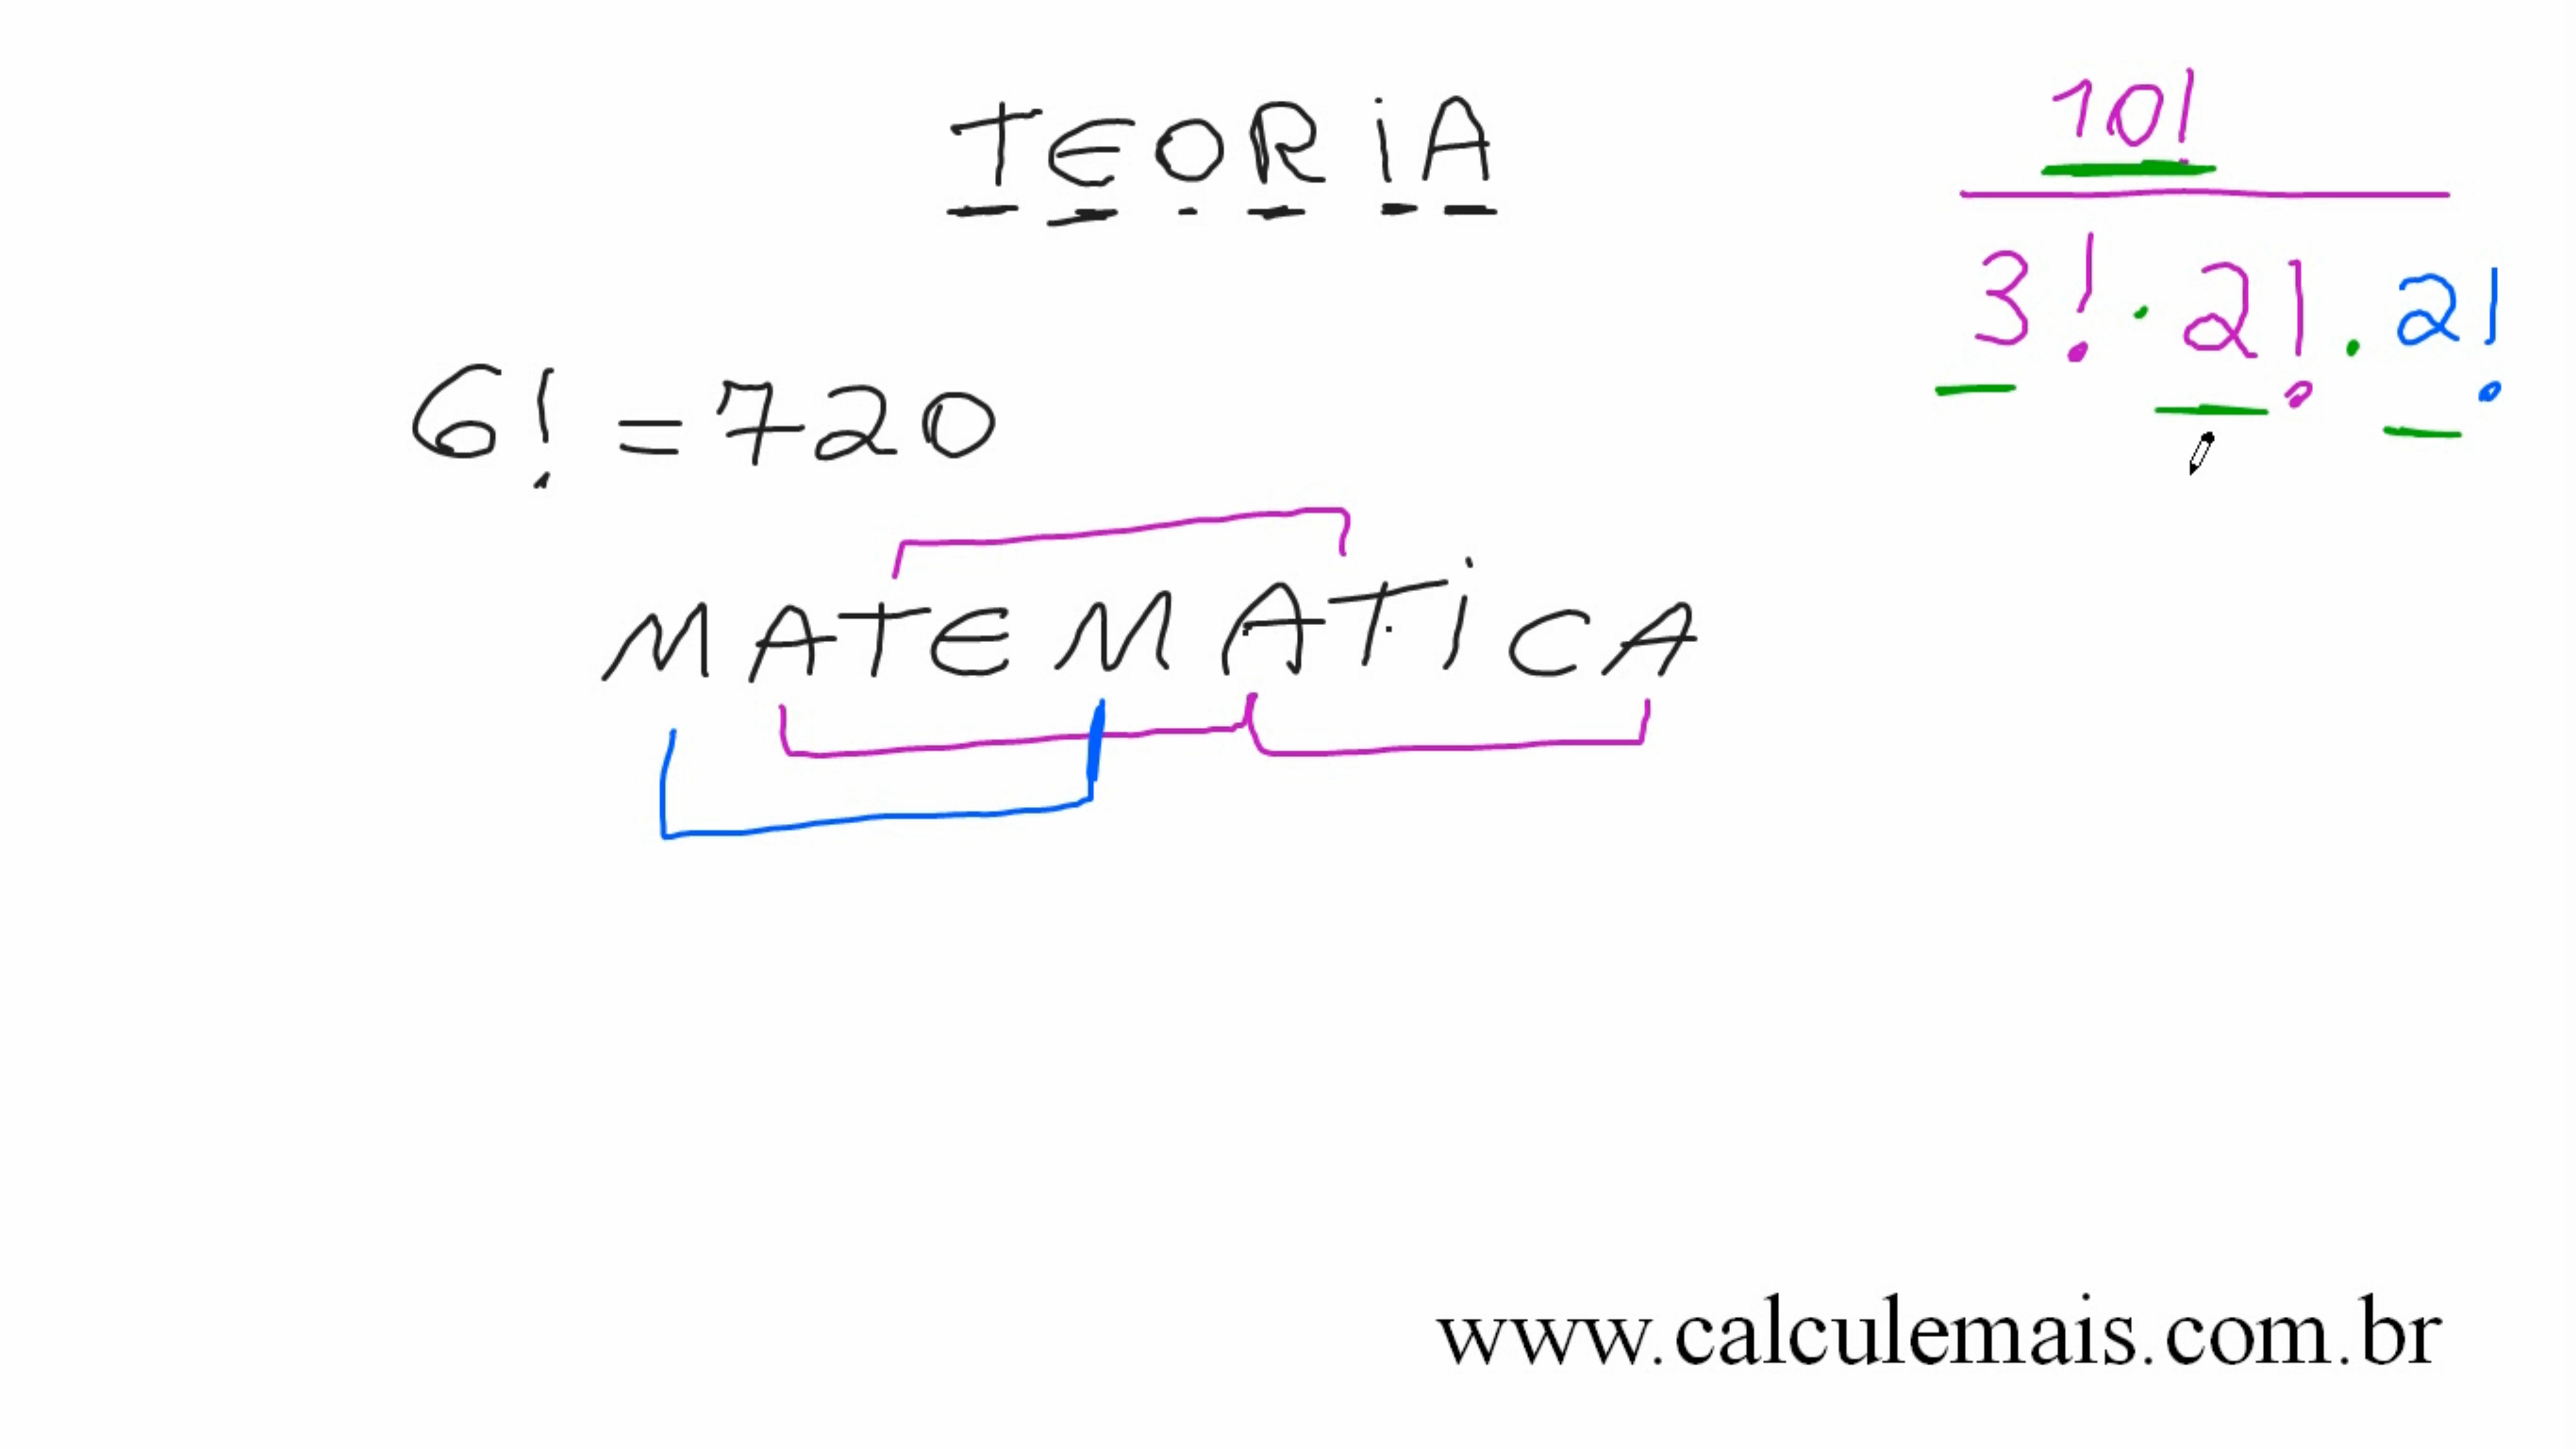 TEORiA
10!
3! . 2! . 2!
6! = 720
MATEMATiCA
www.calculemais.com.br